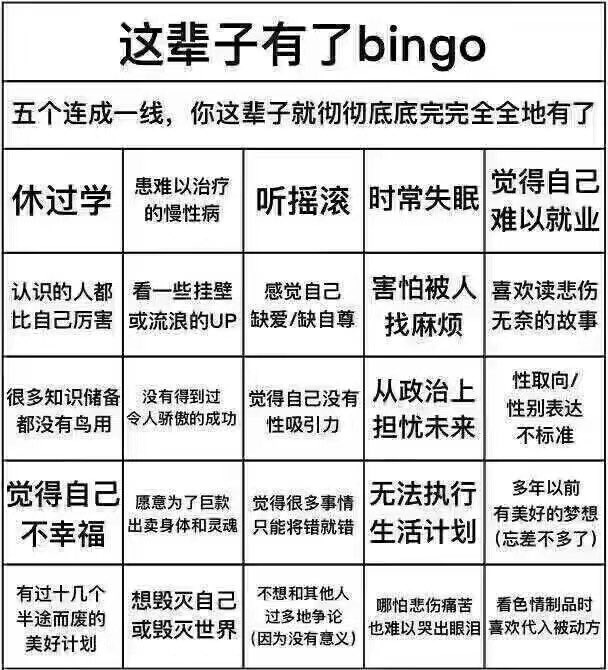 这辈子有了bingo
五个连成一线，你这辈子就彻彻底底完完全全地有了
休过学
患难以治疗
的慢性病
听摇滚
时常失眠
觉得自己
难以就业
认识的人都
比自己厉害
看一些挂壁
或流浪的UP
感觉自己
缺爱/缺自尊
害怕被人
找麻烦
喜欢读悲伤
无奈的故事
很多知识储备
都没有鸟用
没有得到过
令人骄傲的成功
觉得自己没有
性吸引力
从政治上
担忧未来
性取向/
性别表达
不标准
觉得自己
不幸福
愿意为了巨款
出卖身体和灵魂
觉得很多事情
只能将错就错
无法执行
生活计划
多年以前
有美好的梦想
（忘差不多了）
有过十几个
半途而废的
美好计划
想毁灭自己
或毁灭世界
不想和其他人
过多地争论
（因为没有意义）
哪怕悲伤痛苦
也难以哭出眼泪
看色情制品时
喜欢代入被动方